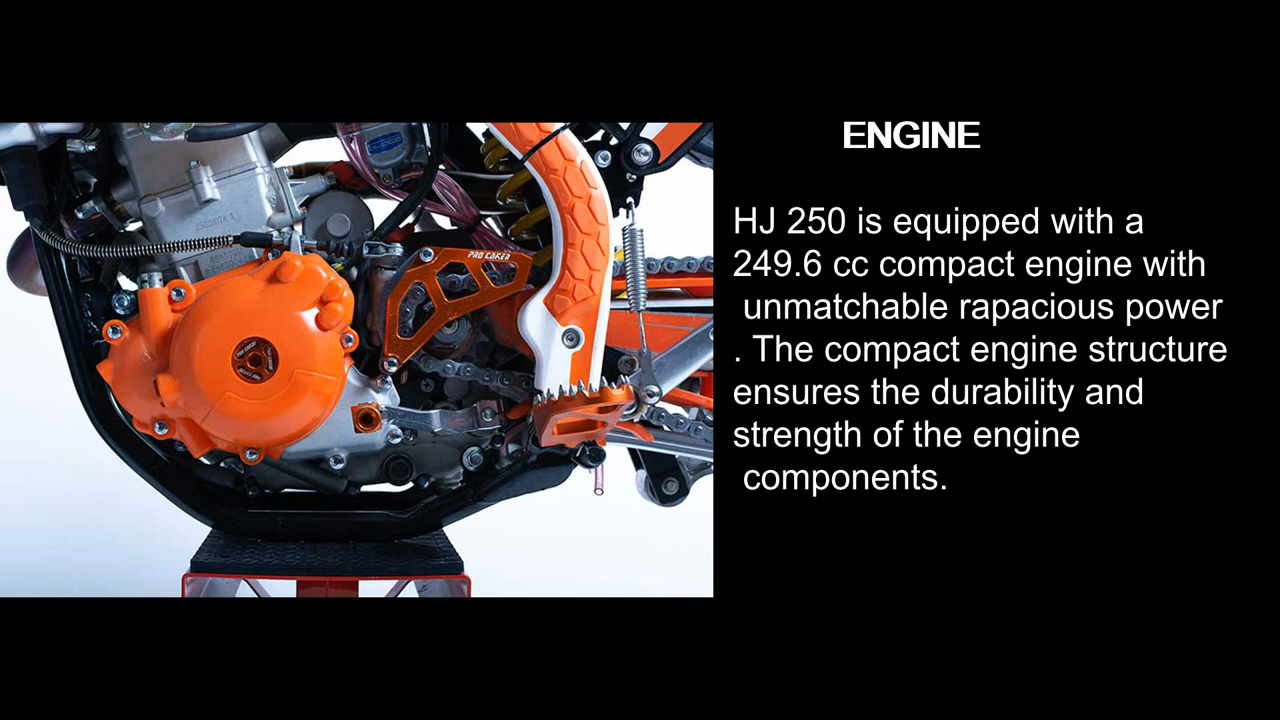 ENGINE
HJ 250 is equipped with a
249.6 cc compact engine with
unmatchable rapacious power
. The compact engine structure
ensures the durability and
strength of the engine
components.
PRO CARZA